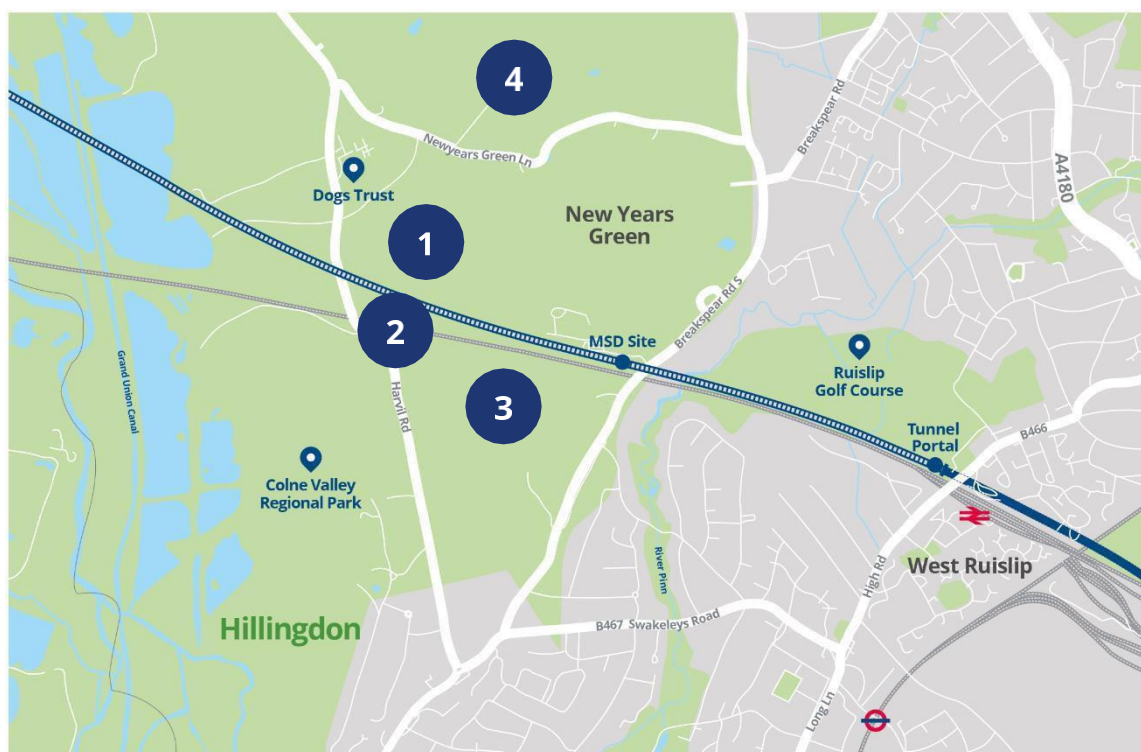 4
Breakspear Rd
Newyears Green Ln
A4180
Dogs Trust
New Years
Green
1
Breakspear Rd S
2
MSD Site
Ruislip
Golf Course
Grand Union Canal
Harvil Rd
3
Tunnel
Portal
B466
Colne Valley
Regional Park
High Rd
West Ruislip
River Pinn
Hillingdon
B467 Swakeleys Road
Long Ln